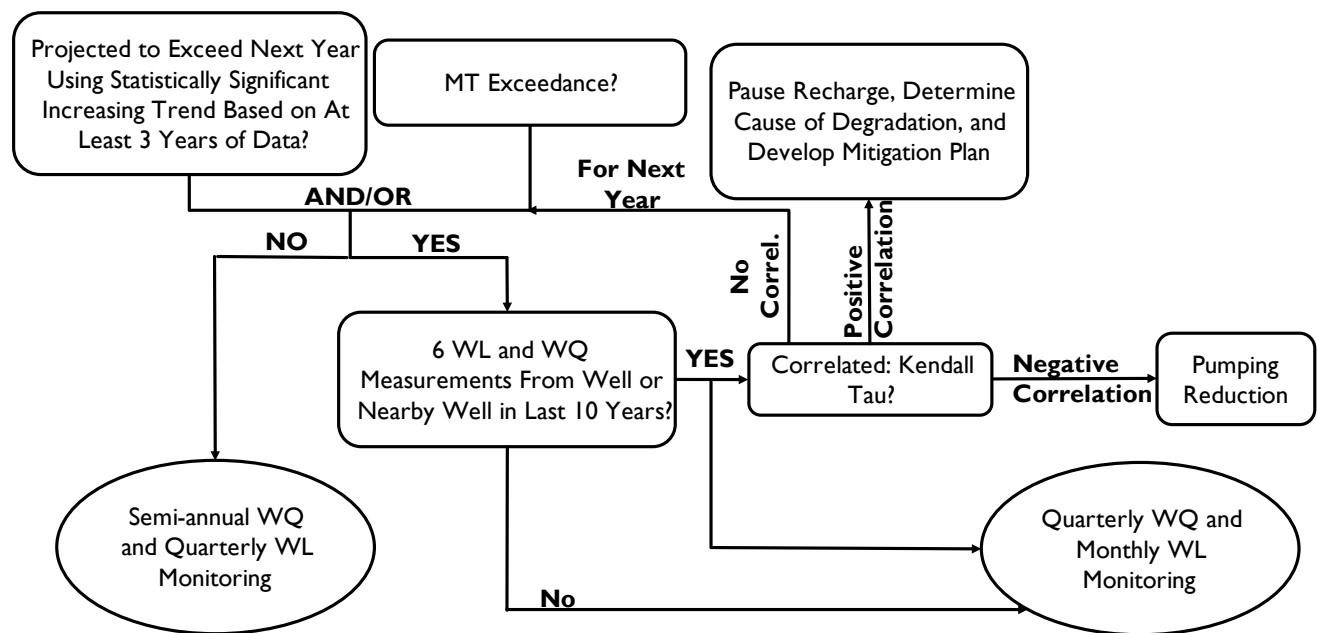 Projected to Exceed Next Year
Using Statistically Significant
Increasing Trend Based on At
Least 3 Years of Data?
MT Exceedance?
Pause Recharge, Determine
Cause of Degradation, and
Develop Mitigation Plan
For Next
Year
AND/OR
NO
YES
No
Correl.
Positive
Correlation
6 WL and WQ
Measurements From Well or
Nearby Well in Last 10 Years?
YES
Correlated: Kendall
Tau?
Negative
Correlation
Pumping
Reduction
Semi-annual WQ
and Quarterly WL
Monitoring
Quarterly WQ and
Monthly WL
Monitoring
No